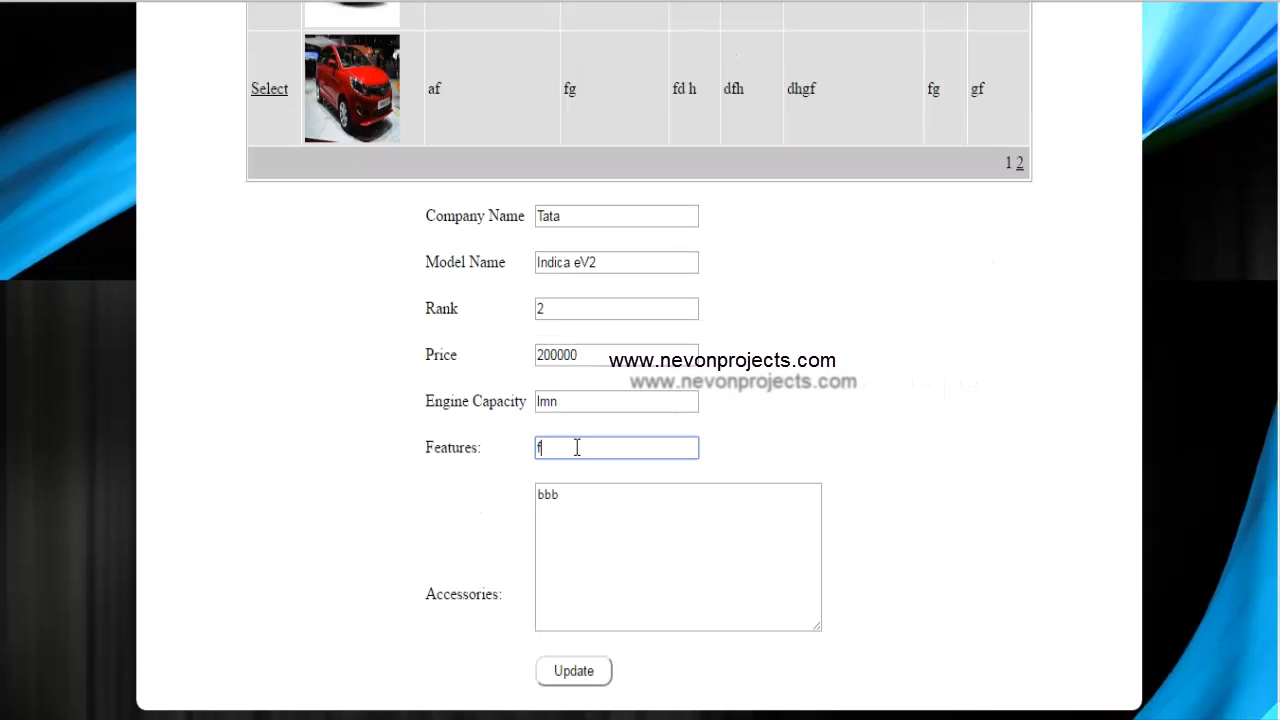 Select af fg fd h dfh dhgf fg gf
1 2
Company Name Tata
Model Name Indica eV2
Rank 2
Price 200000
www.nevonprojects.com
www.nevonprojects.com
Engine Capacity lmn
Features: f
bbb
Accessories:
Update